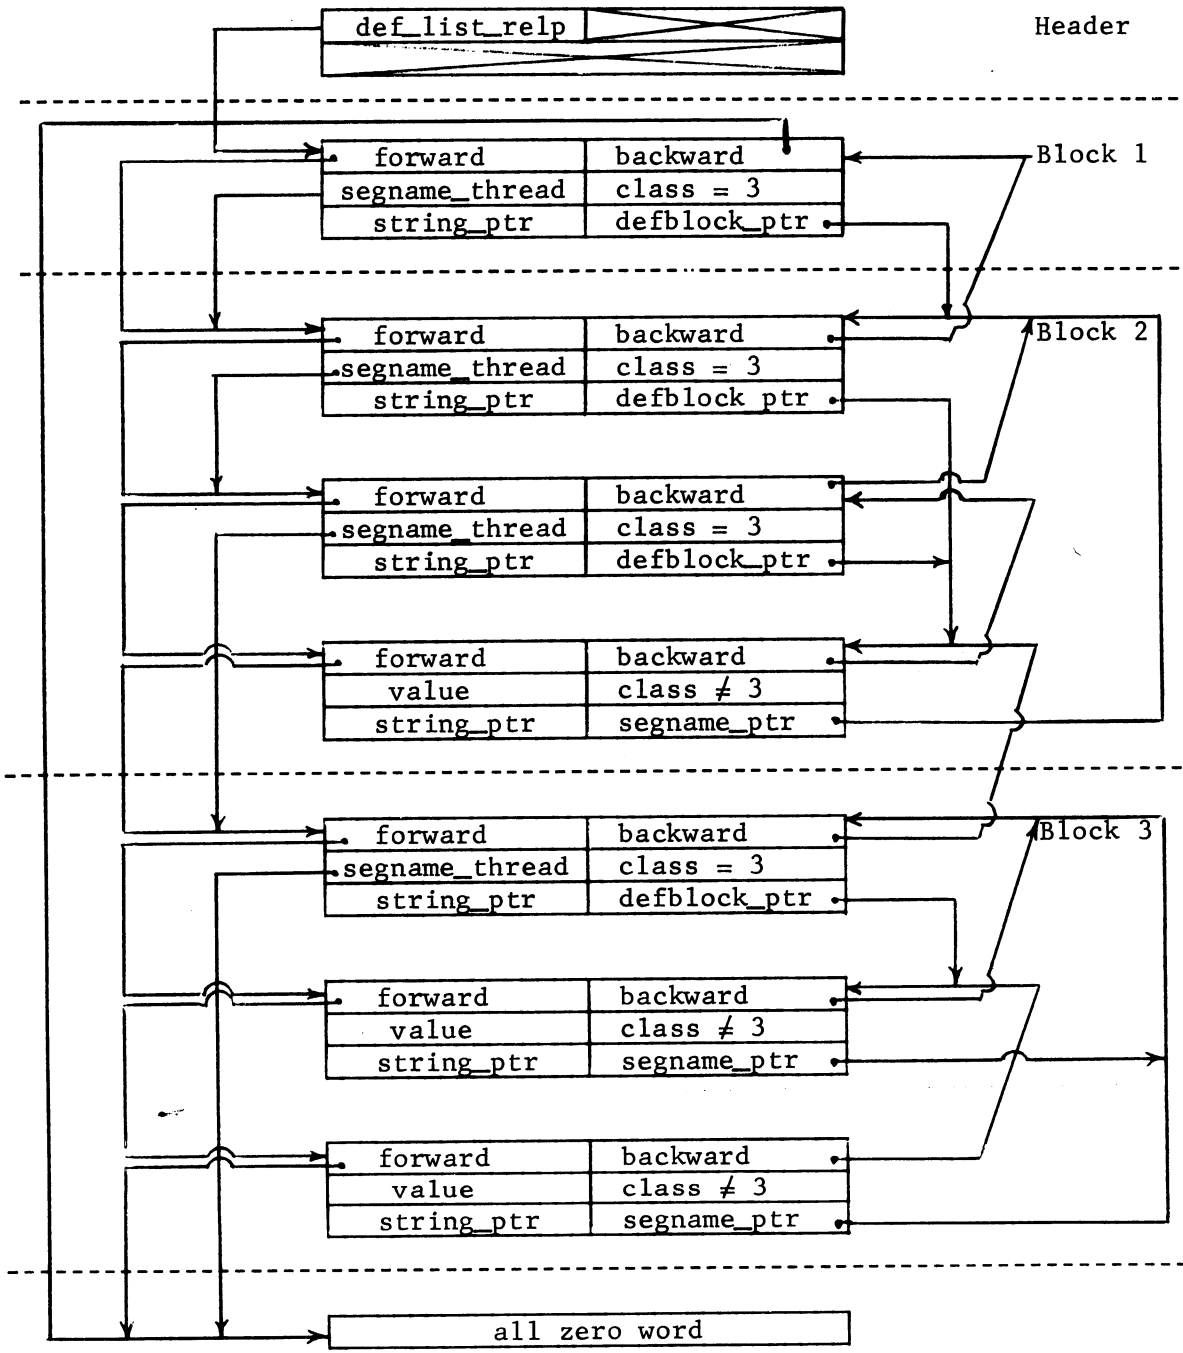 def_list_relp Header
forward backward Block 1
segname_thread class = 3
string_ptr defblock_ptr
forward backward Block 2
segname_thread class = 3
string_ptr defblock ptr
forward backward
segname_thread class = 3
string_ptr defblock_ptr
forward backward
value class ≠ 3
string_ptr segname_ptr
forward backward Block 3
segname_thread class = 3
string_ptr defblock_ptr
forward backward
value class ≠ 3
string_ptr segname_ptr
forward backward
value class ≠ 3
string_ptr segname_ptr
all zero word